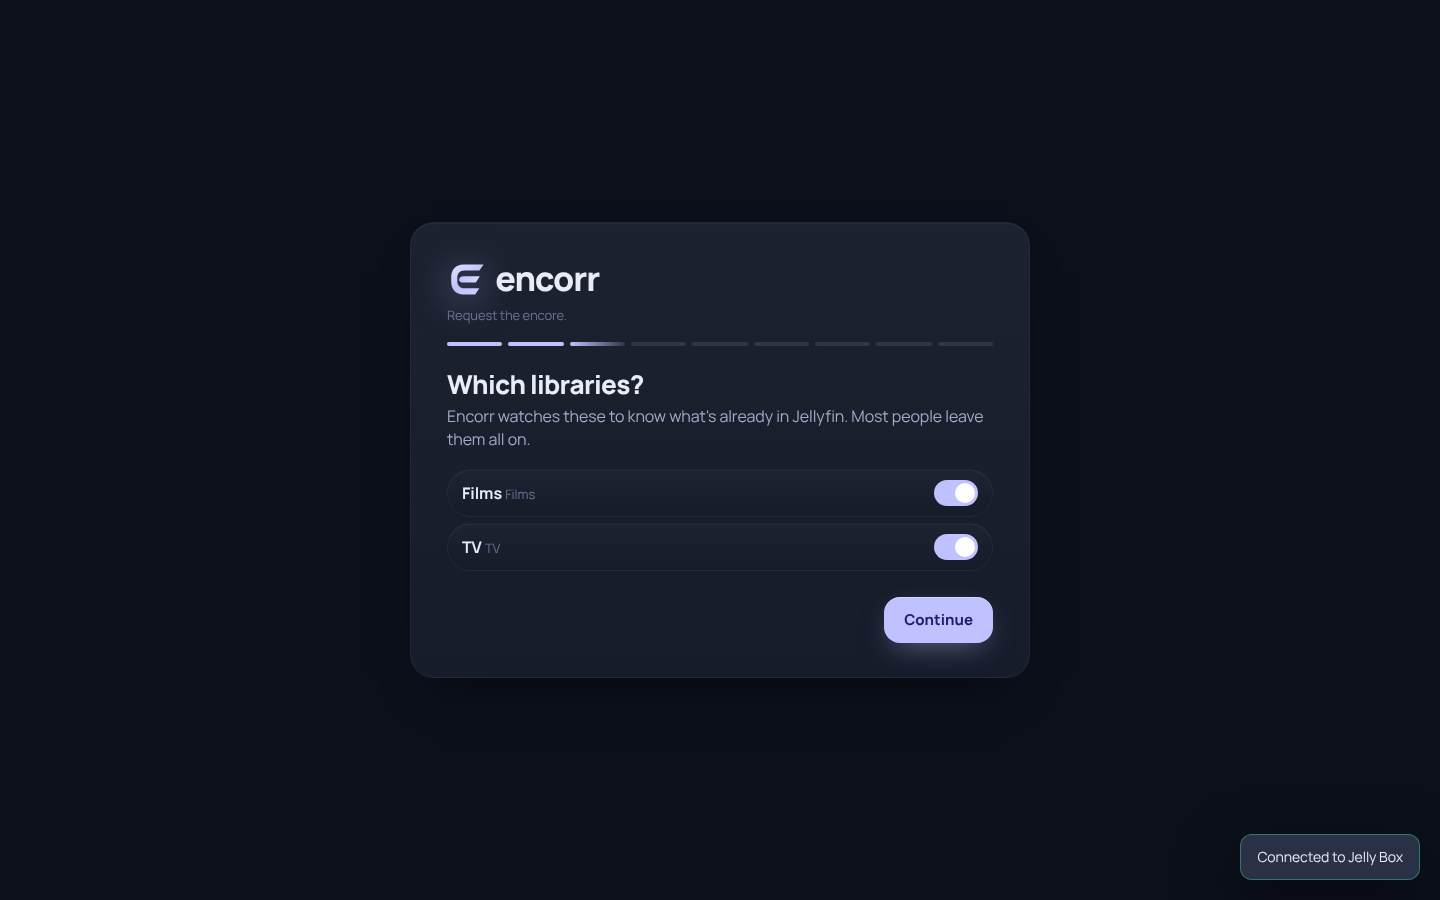 encorr
Request the encore.
Which libraries?
Encorr watches these to know what's already in Jellyfin. Most people leave
them all on.
Films Films
TV TV
Continue
Connected to Jelly Box